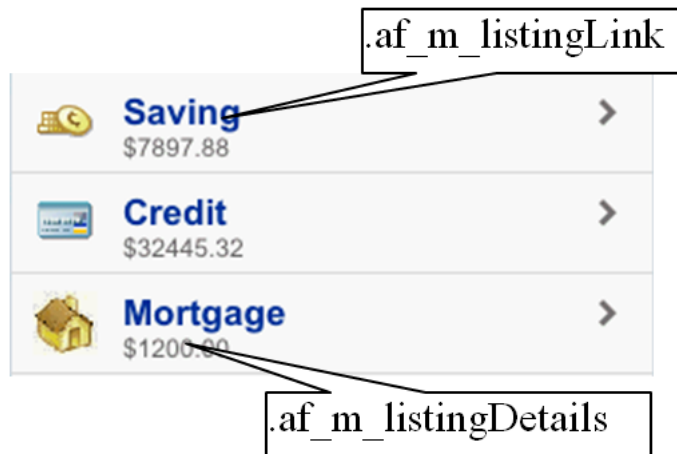 .af_m_listingLink
Saving
$7897.88
Credit
$32445.32
Mortgage
$1200.00
.af_m_listingDetails